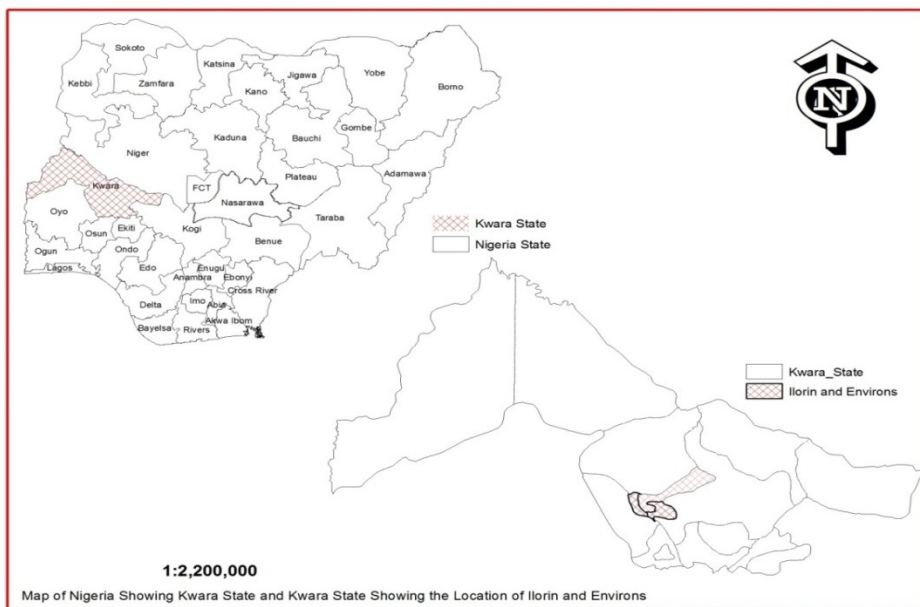 Sokoto
Katsina
Yobe
Jigawa
Kebbi
Zamfara
Kano
Borno
Gombe
Kaduna
Bauchi
Niger
Adamawa
Plateau
FCT
Kwara
Nasarawa
Oyo
Taraba
Ekiti
Kogi
Osun
Benue
Ogun
Ondo
Lagos
Edo
Enugu
Anambra
Ebonyi
Cross River
Imo
Abia
Delta
Akwa Ibom
Bayelsa
Rivers
N
Kwara State
Nigeria State
Kwara_State
Ilorin and Environs
1:2,200,000
Map of Nigeria Showing Kwara State and Kwara State Showing the Location of Ilorin and Environs